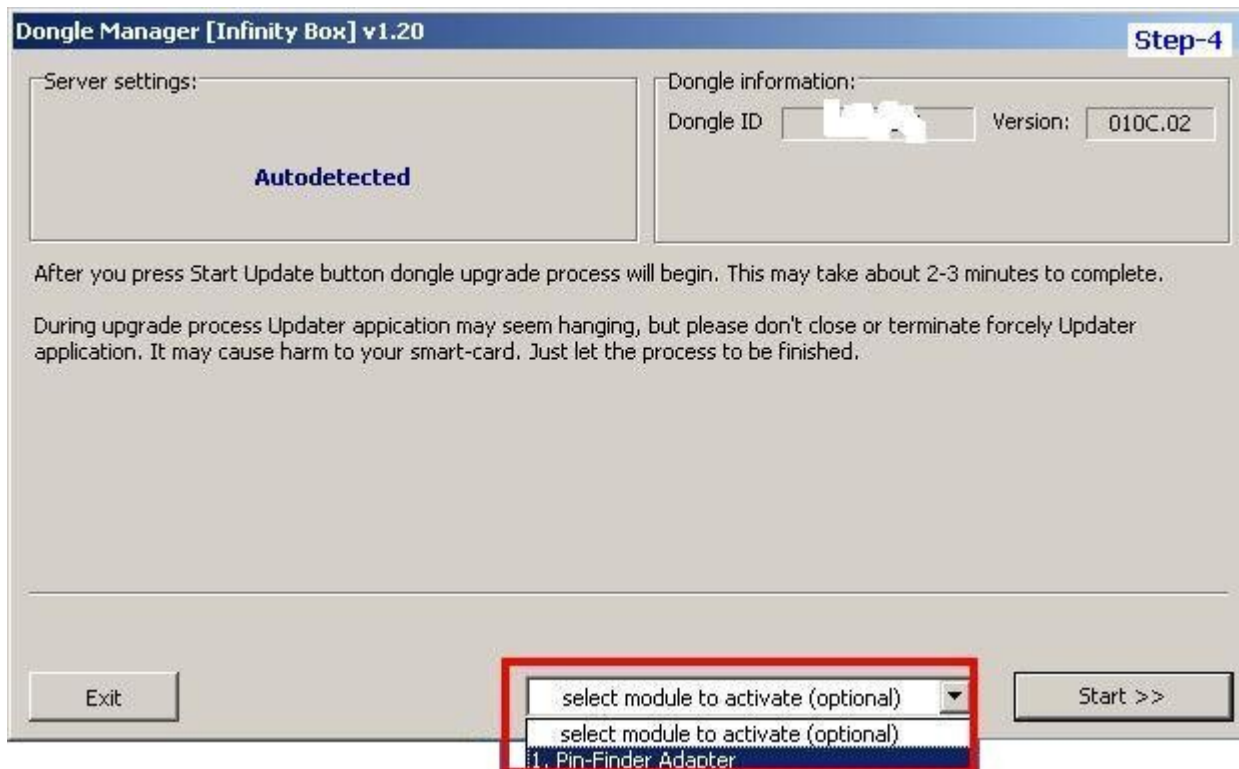 Dongle Manager [Infinity Box] v1.20
Step-4
Server settings:
Autodetected
Dongle information:
Dongle ID
Version: 010C.02
After you press Start Update button dongle upgrade process will begin. This may take about 2-3 minutes to complete.
During upgrade process Updater appication may seem hanging, but please don't close or terminate forcely Updater
application. It may cause harm to your smart-card. Just let the process to be finished.
Exit
select module to activate (optional)
Start >>
select module to activate (optional)
1. Pin-Finder Adapter